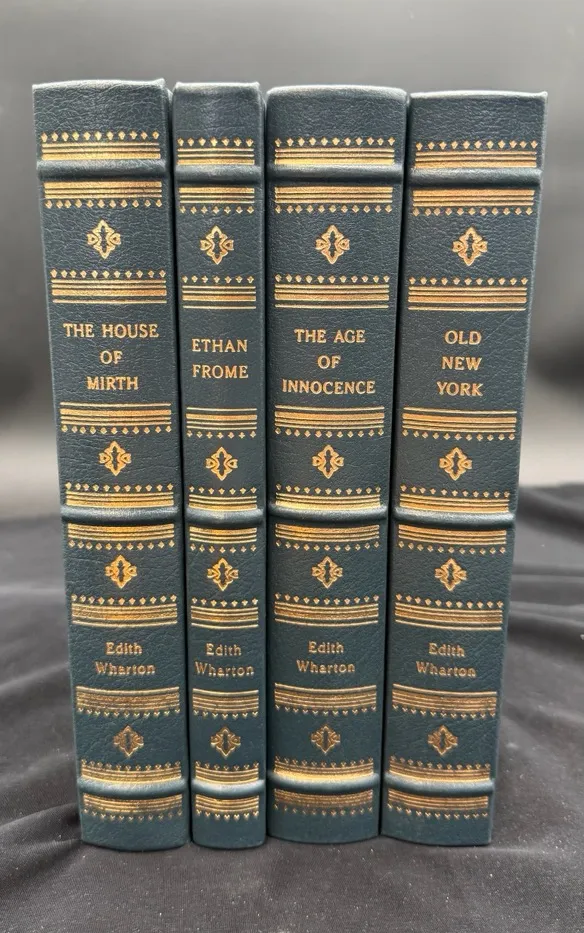 THE HOUSE
OF
MIRTH
Edith
Wharton
ETHAN
FROME
Edith
Wharton
THE AGE
OF
INNOCENCE
Edith
Wharton
OLD
NEW
YORK
Edith
Wharton